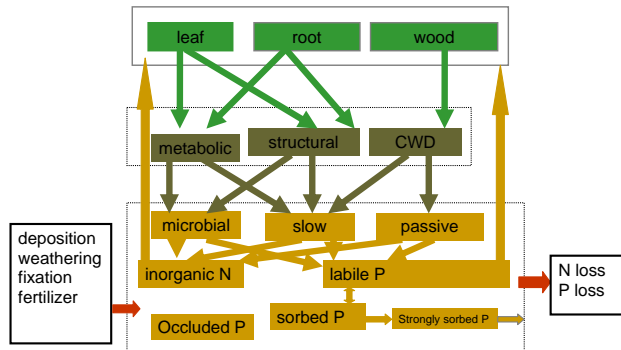 leaf
root
wood
metabolic
structural
CWD
microbial
slow
passive
deposition
weathering
fixation
fertilizer
inorganic N
labile P
N loss
P loss
Occluded P
sorbed P
Strongly sorbed P